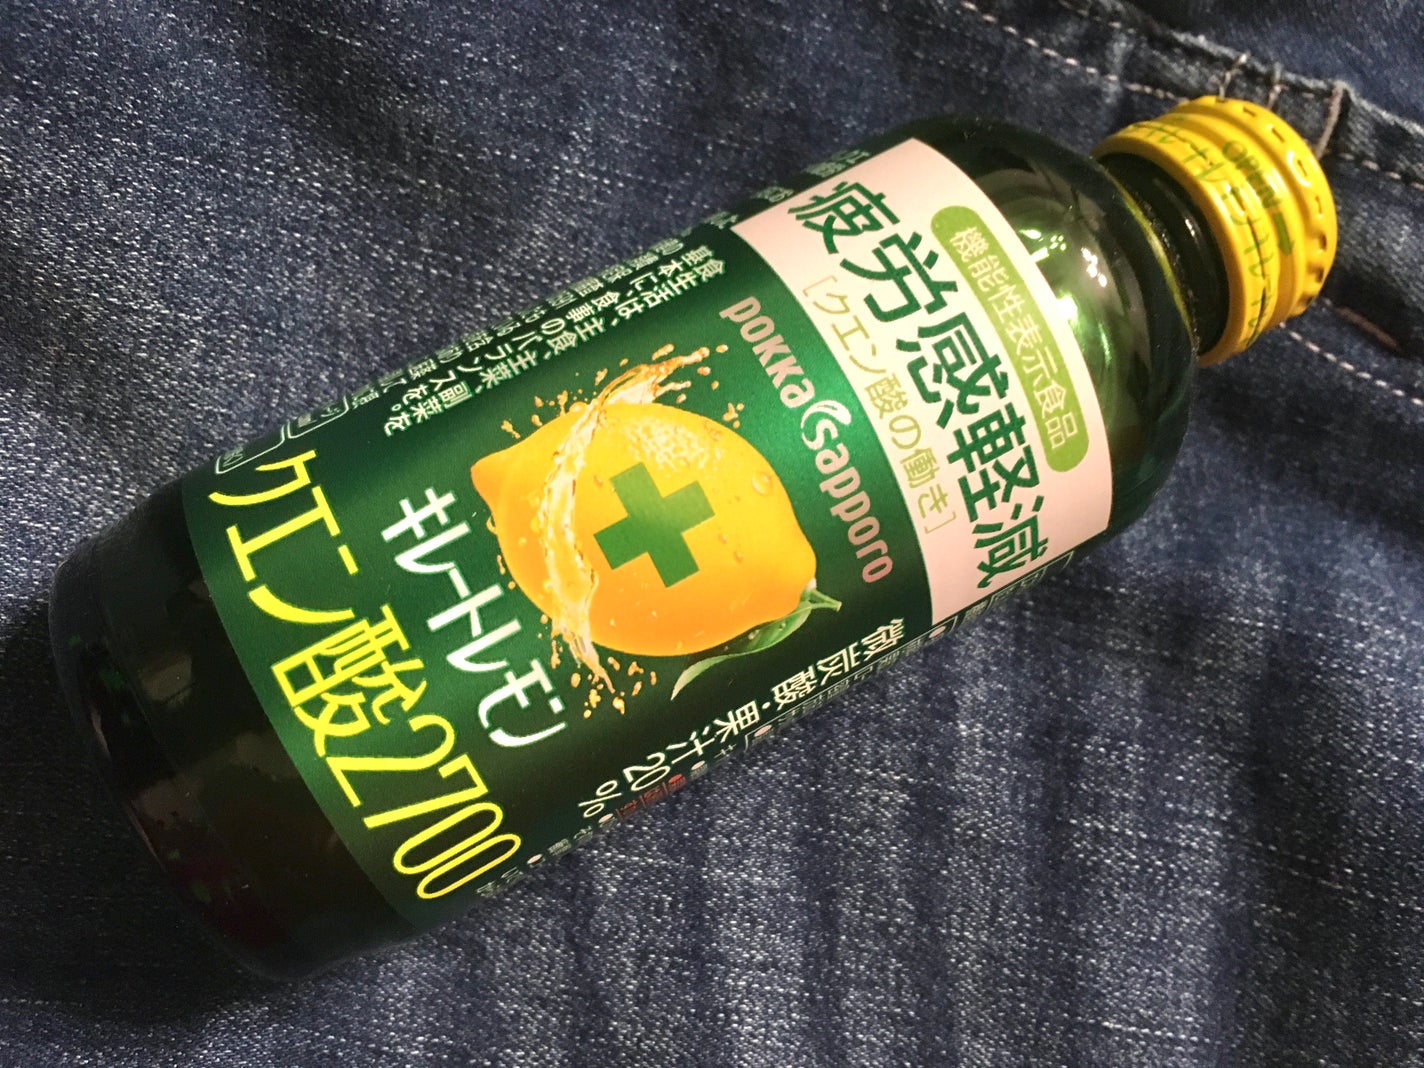 OPEN
機能性表示食品
疲労感軽減
[クエン酸の働き]
pokka sapporo
キレートレモン
クエン酸2700
微炭酸・果汁20%
食生活は、主食、主菜、副菜を
基本に、食事のバランスを。